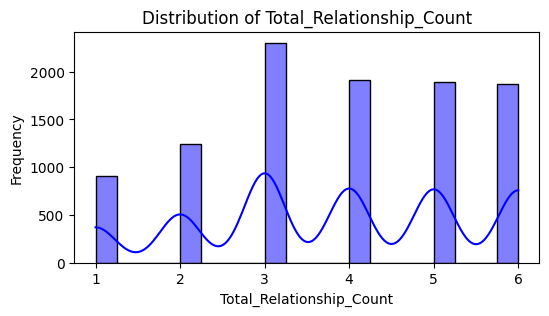 Distribution of Total_Relationship_Count
Frequency
2000
1500
1000
500
0
1 2 3 4 5 6
Total_Relationship_Count